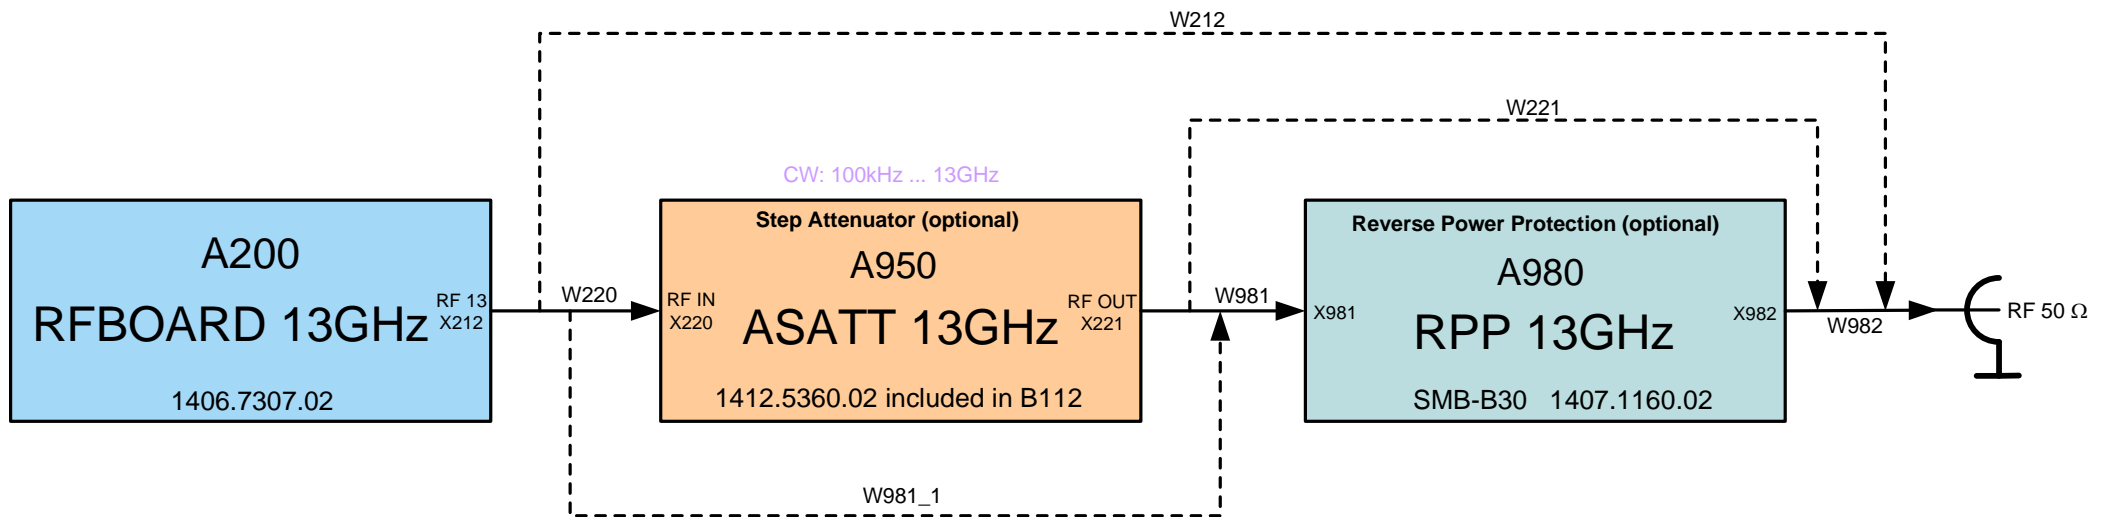 W212
W221
CW: 100kHz ... 13GHz
A200
RFBOARD 13GHz
RF 13
X212
1406.7307.02
W220
Step Attenuator (optional)
A950
RF IN
X220
ASATT 13GHz
RF OUT
X221
1412.5360.02 included in B112
W981
Reverse Power Protection (optional)
A980
X981
RPP 13GHz
X982
SMB-B30 1407.1160.02
W982
RF 50 Ω
W981_1